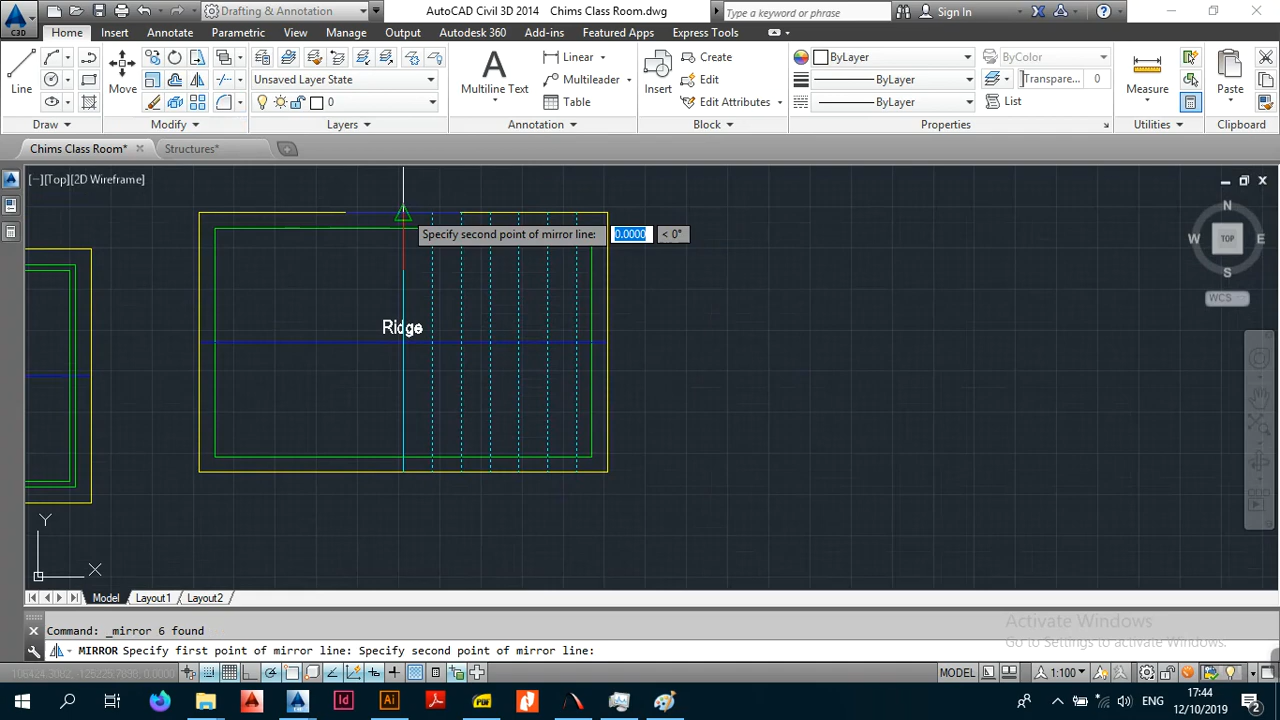 Drafting & Annotation
AutoCAD Civil 3D 2014 Chims Class Room.dwg
Type a keyword or phrase
Sign In
C3D
Home Insert Annotate Parametric View Manage Output Autodesk 360 Add-ins Featured Apps Express Tools
Line
Move
Unsaved Layer State
0
Multiline Text
Linear
Multileader
Table
Insert
Create
Edit
Edit Attributes
ByLayer
ByLayer
ByLayer
ByColor
Transpare... 0
List
Measure
Paste
Draw Modify Layers Annotation Block Properties Utilities Clipboard
Chims Class Room* Structures*
[−][Top][2D Wireframe]
N
W TOP E
S
WCS
Specify second point of mirror line: 0.0000 < 0°
Ridge
Y
X
Model Layout1 Layout2
Command: _mirror 6 found
MIRROR Specify first point of mirror line: Specify second point of mirror line:
Activate Windows
Go to Settings to activate Windows.
MODEL 1:100
17:44
12/10/2019
2